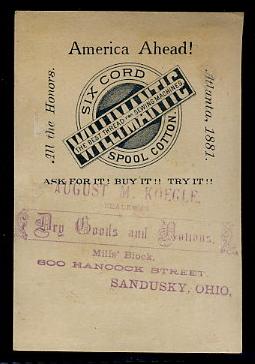 America Ahead!
All the Honors.
Atlanta, 1881.
SIX CORD
WILLIMANTIC
THE BEST THREAD FOR SEWING MACHINES
WILLIMANTIC
SPOOL COTTON.
ASK FOR IT! BUY IT!! TRY IT!!
AUGUST M. KOEGLE,
DEALER IN
Dry Goods and Notions,
Mills' Block,
600 HANCOCK STREET.
SANDUSKY, OHIO.